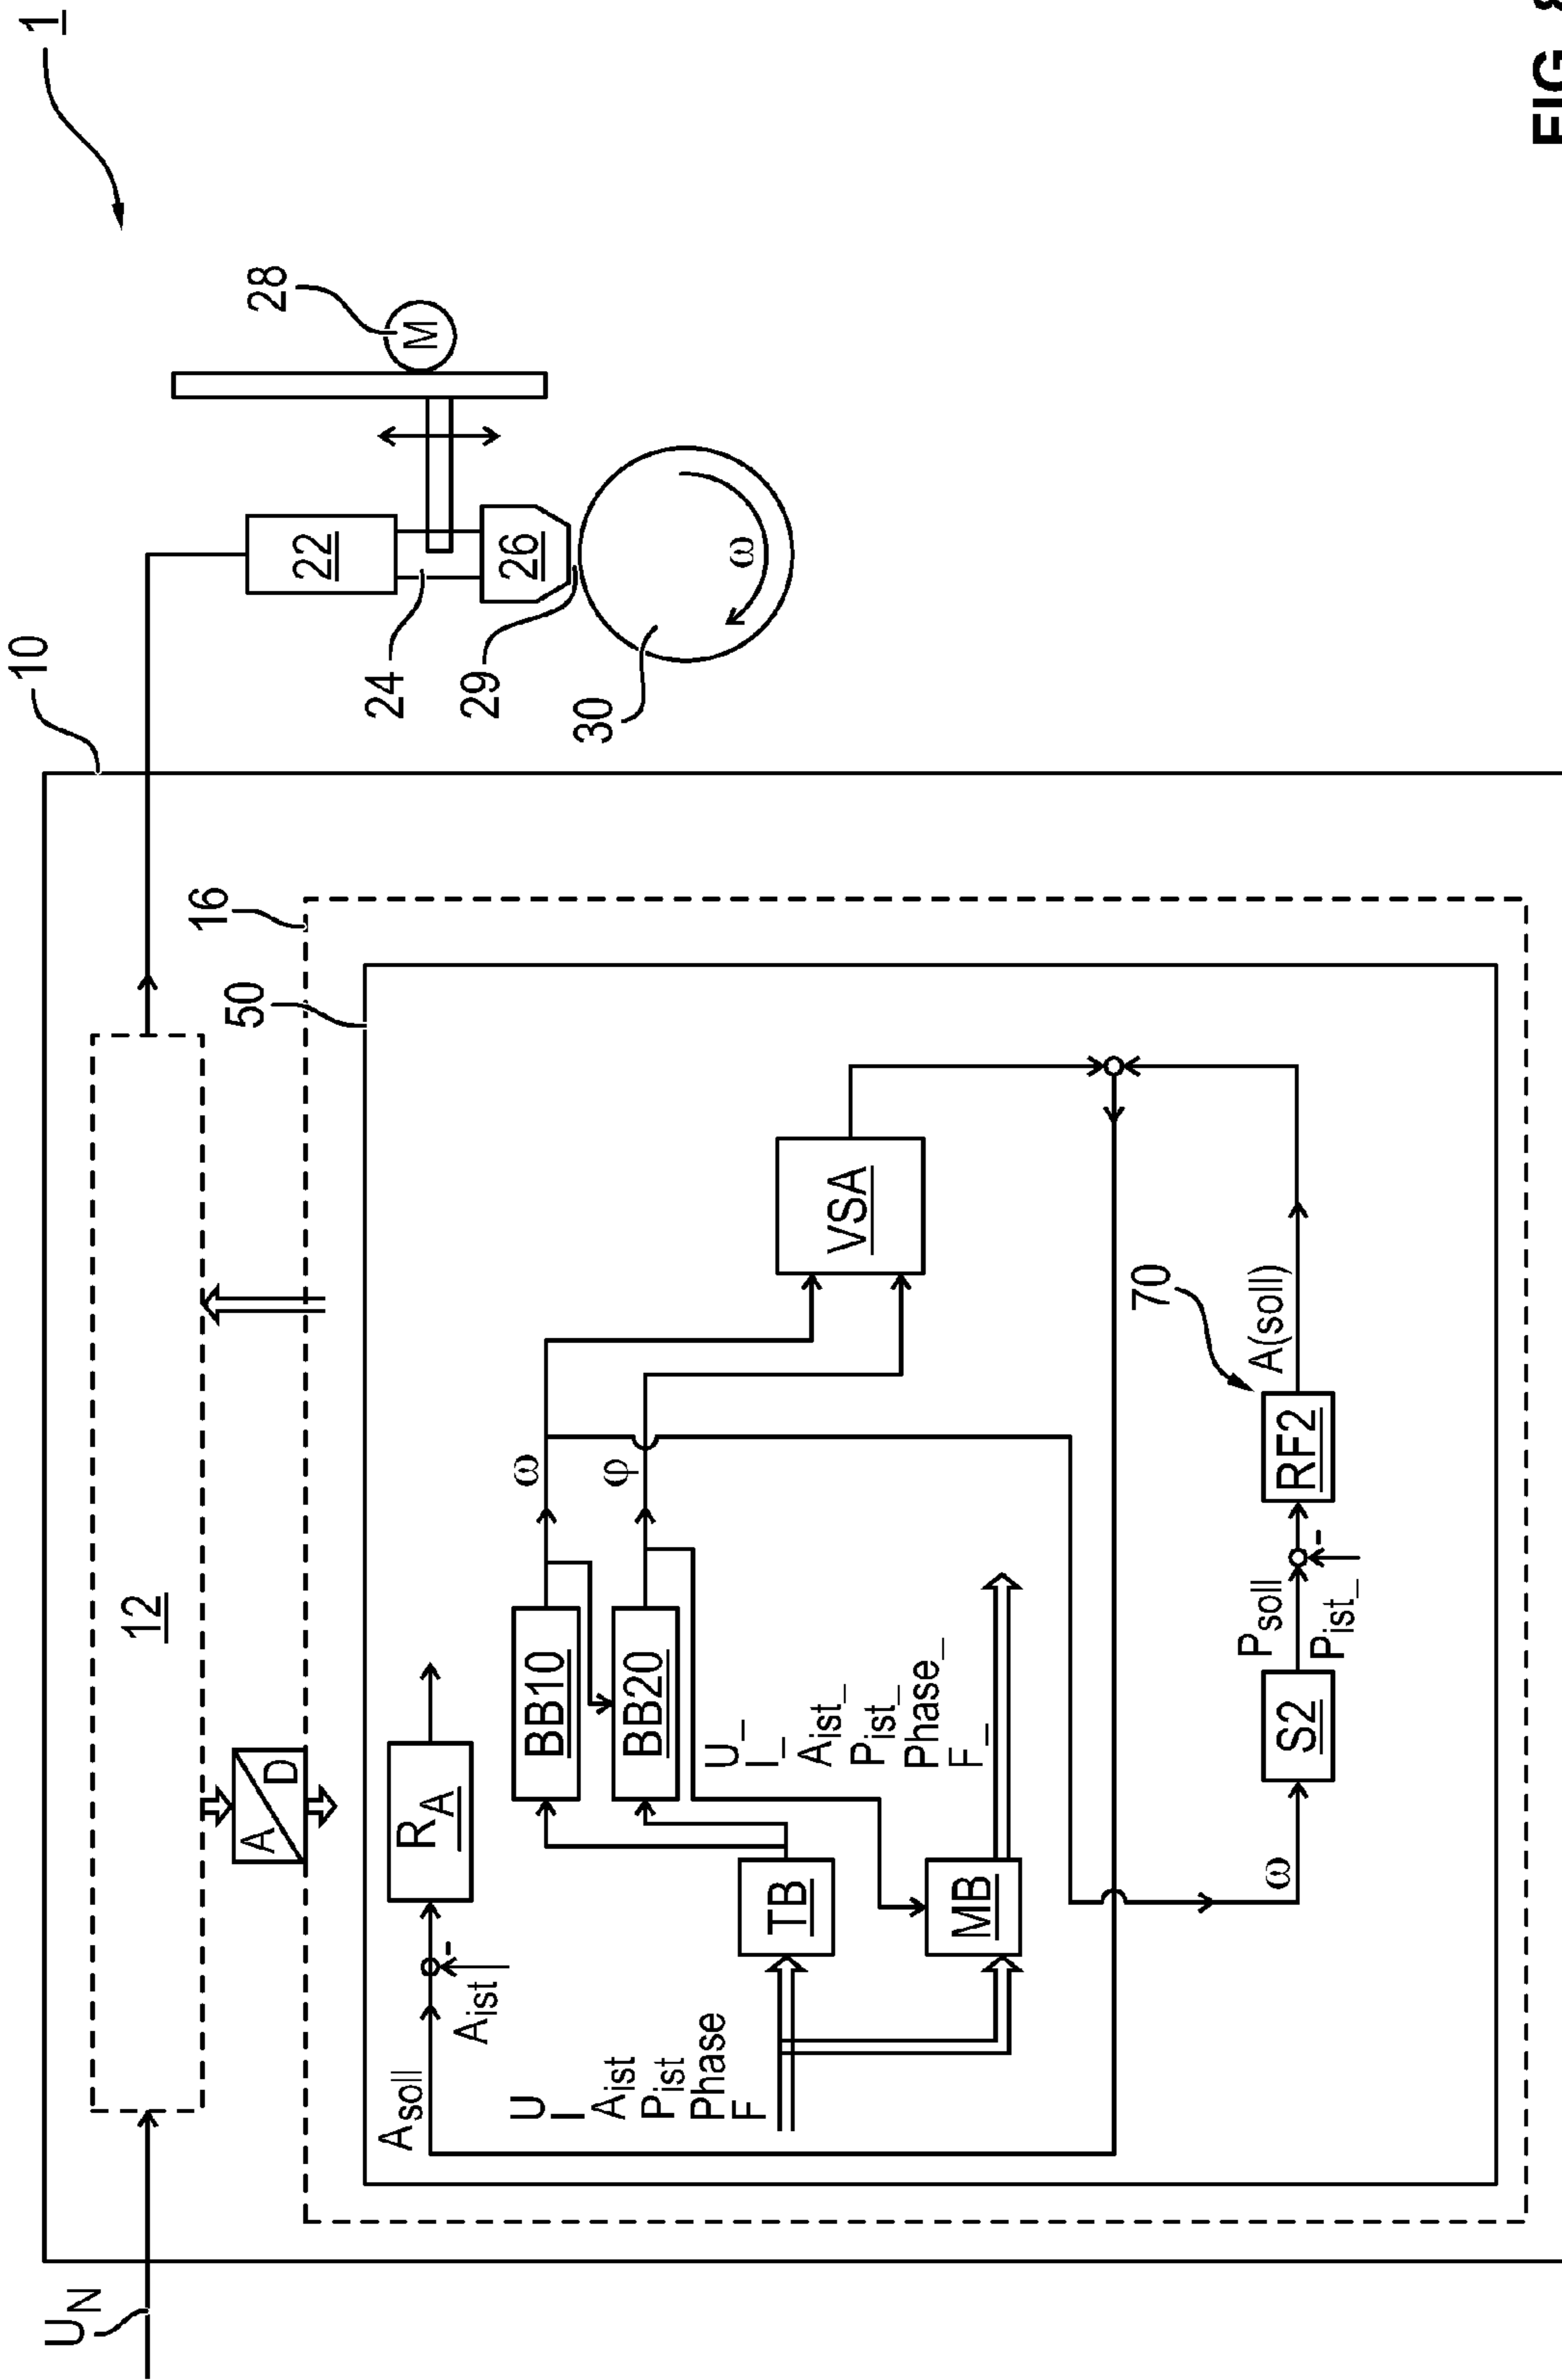 1
U_N
10
12
22
24
26
28
M
29
30
ω
A
D
16
50
A_soll
A_ist
R_A
U
I
A_ist
P_ist
Phase
F
TB
BB10
BB20
ω
φ
VSA
MB
U_
I_
A_ist_
P_ist_
Phase_
F_
ω
S2
P_soll
P_ist_
-
-
RF2
A(soll)
70
FIG